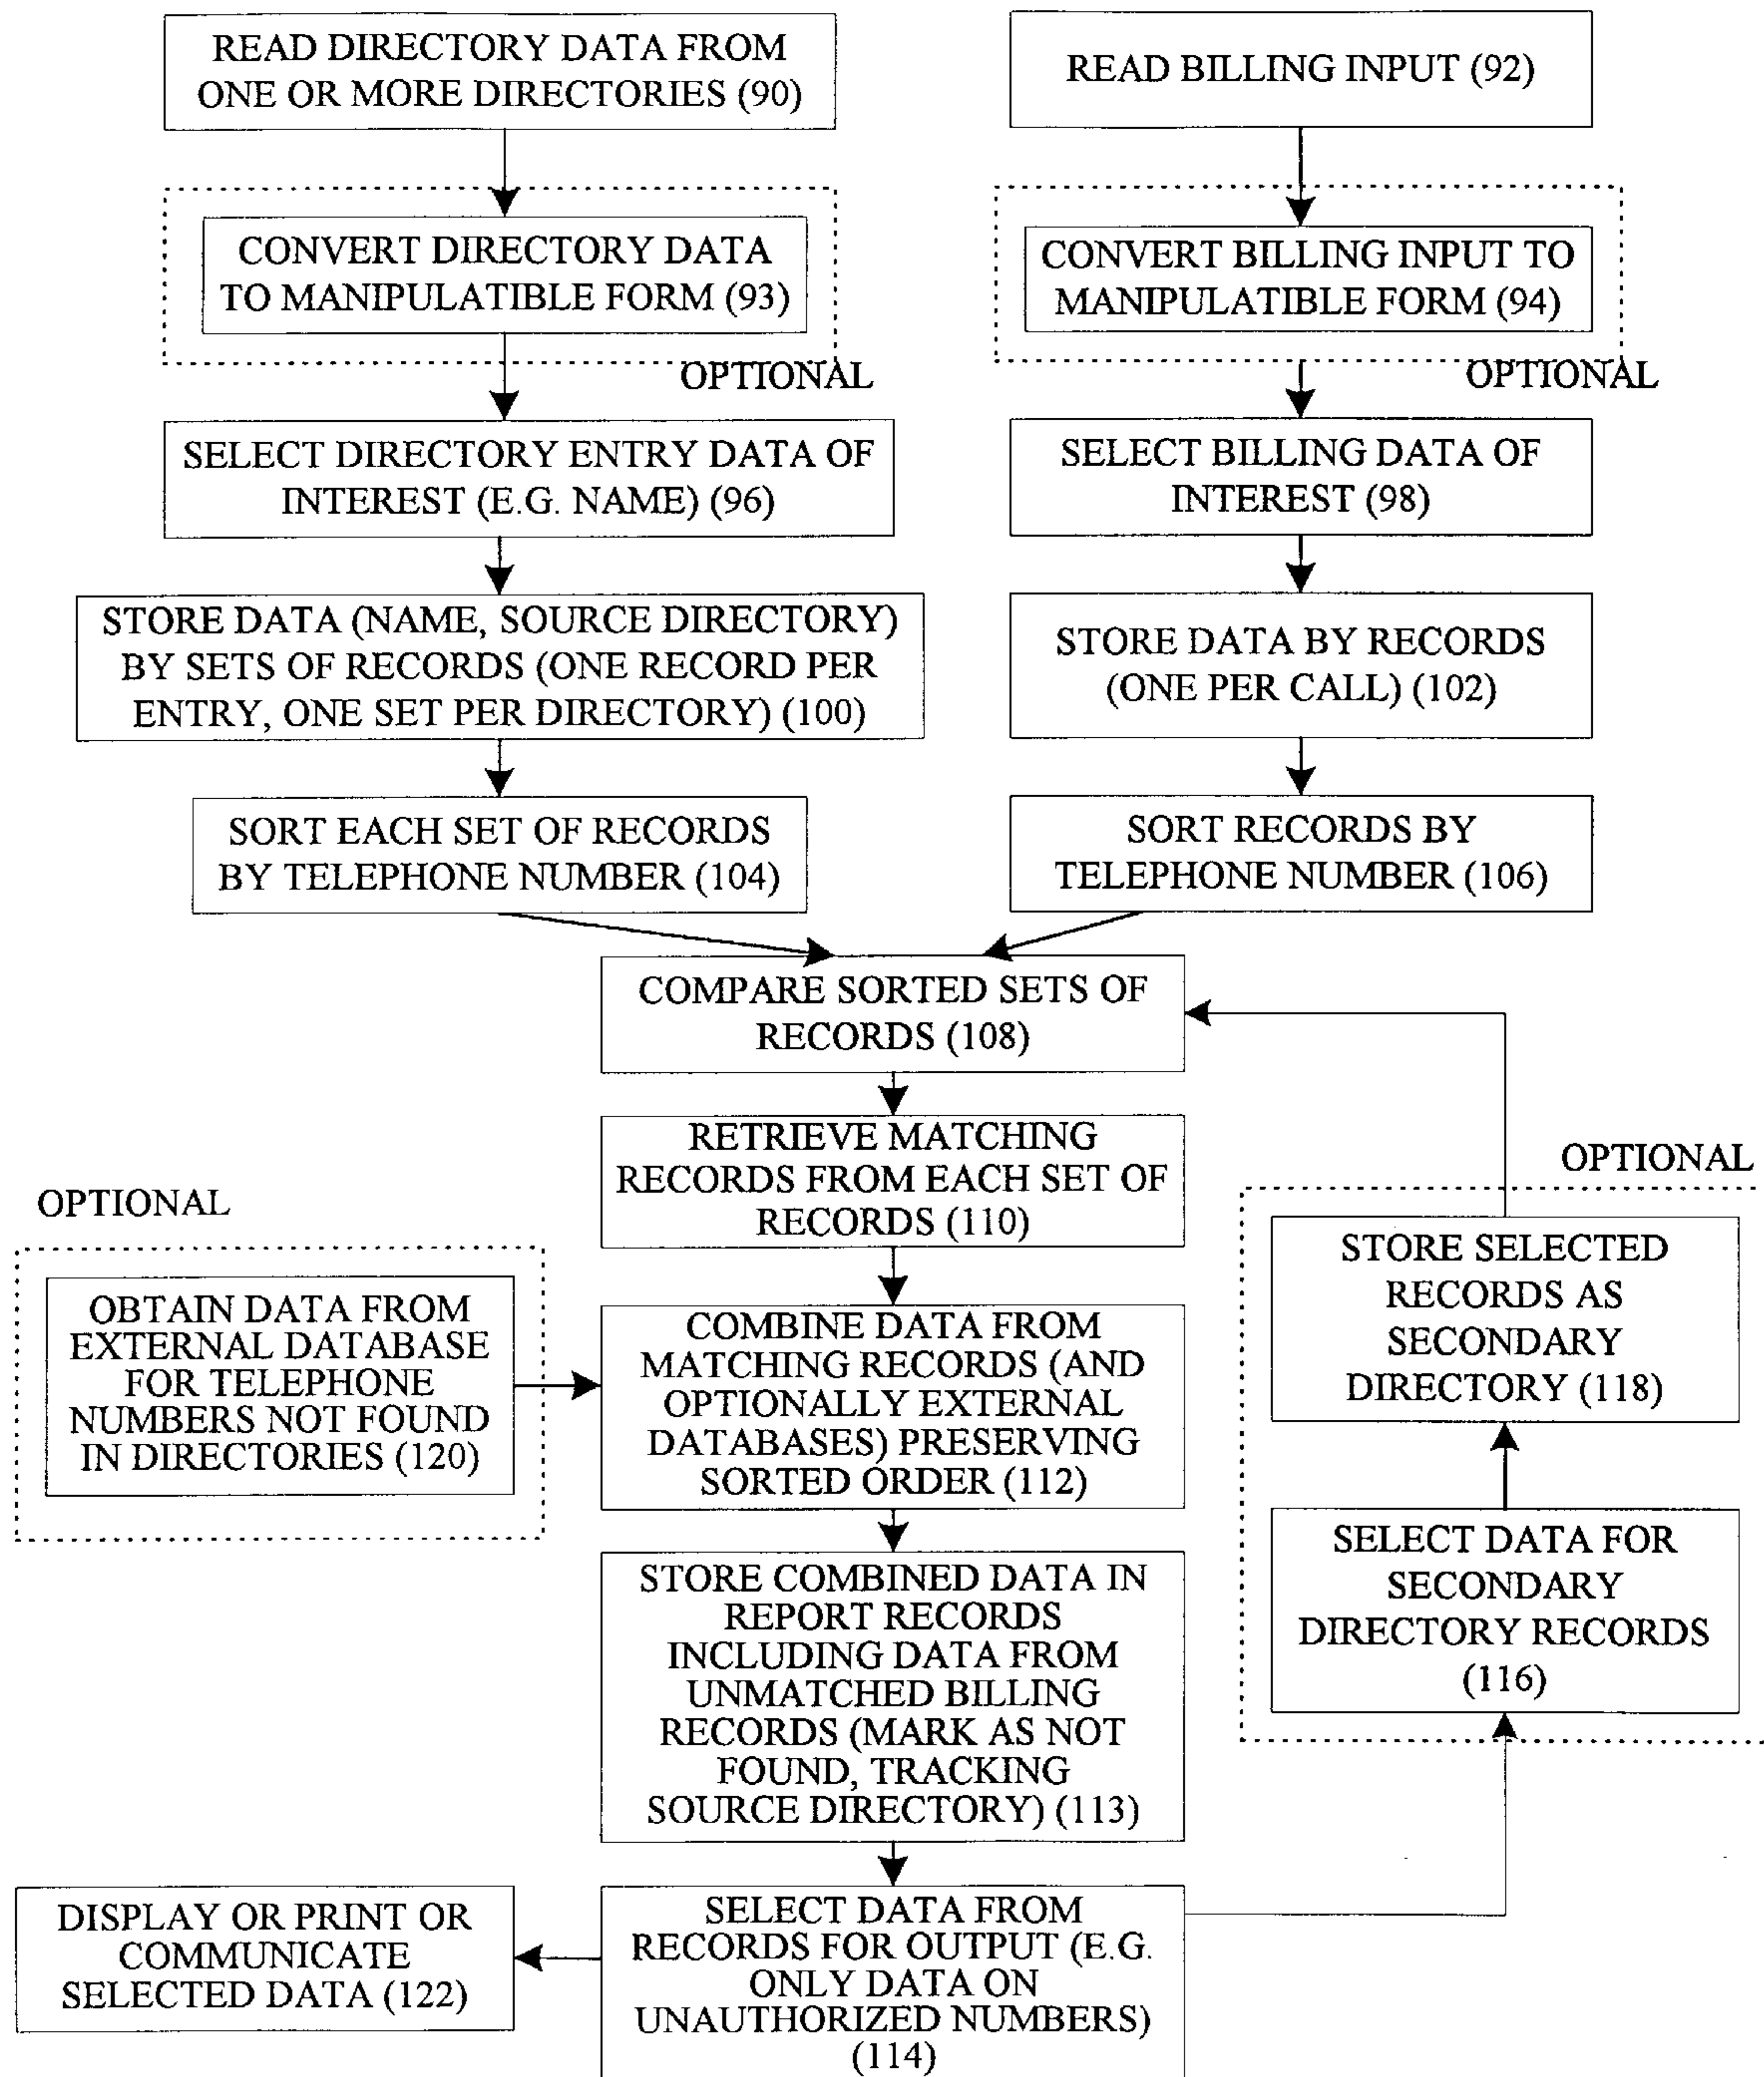 READ DIRECTORY DATA FROM
ONE OR MORE DIRECTORIES (90)
READ BILLING INPUT (92)
CONVERT DIRECTORY DATA
TO MANIPULATIBLE FORM (93)
OPTIONAL
CONVERT BILLING INPUT TO
MANIPULATIBLE FORM (94)
OPTIONAL
SELECT DIRECTORY ENTRY DATA OF
INTEREST (E.G. NAME) (96)
SELECT BILLING DATA OF
INTEREST (98)
STORE DATA (NAME, SOURCE DIRECTORY)
BY SETS OF RECORDS (ONE RECORD PER
ENTRY, ONE SET PER DIRECTORY) (100)
STORE DATA BY RECORDS
(ONE PER CALL) (102)
SORT EACH SET OF RECORDS
BY TELEPHONE NUMBER (104)
SORT RECORDS BY
TELEPHONE NUMBER (106)
COMPARE SORTED SETS OF
RECORDS (108)
RETRIEVE MATCHING
RECORDS FROM EACH SET OF
RECORDS (110)
OPTIONAL
OBTAIN DATA FROM
EXTERNAL DATABASE
FOR TELEPHONE
NUMBERS NOT FOUND
IN DIRECTORIES (120)
COMBINE DATA FROM
MATCHING RECORDS (AND
OPTIONALLY EXTERNAL
DATABASES) PRESERVING
SORTED ORDER (112)
OPTIONAL
STORE SELECTED
RECORDS AS
SECONDARY
DIRECTORY (118)
SELECT DATA FOR
SECONDARY
DIRECTORY RECORDS
(116)
STORE COMBINED DATA IN
REPORT RECORDS
INCLUDING DATA FROM
UNMATCHED BILLING
RECORDS (MARK AS NOT
FOUND, TRACKING
SOURCE DIRECTORY) (113)
DISPLAY OR PRINT OR
COMMUNICATE
SELECTED DATA (122)
SELECT DATA FROM
RECORDS FOR OUTPUT (E.G.
ONLY DATA ON
UNAUTHORIZED NUMBERS)
(114)